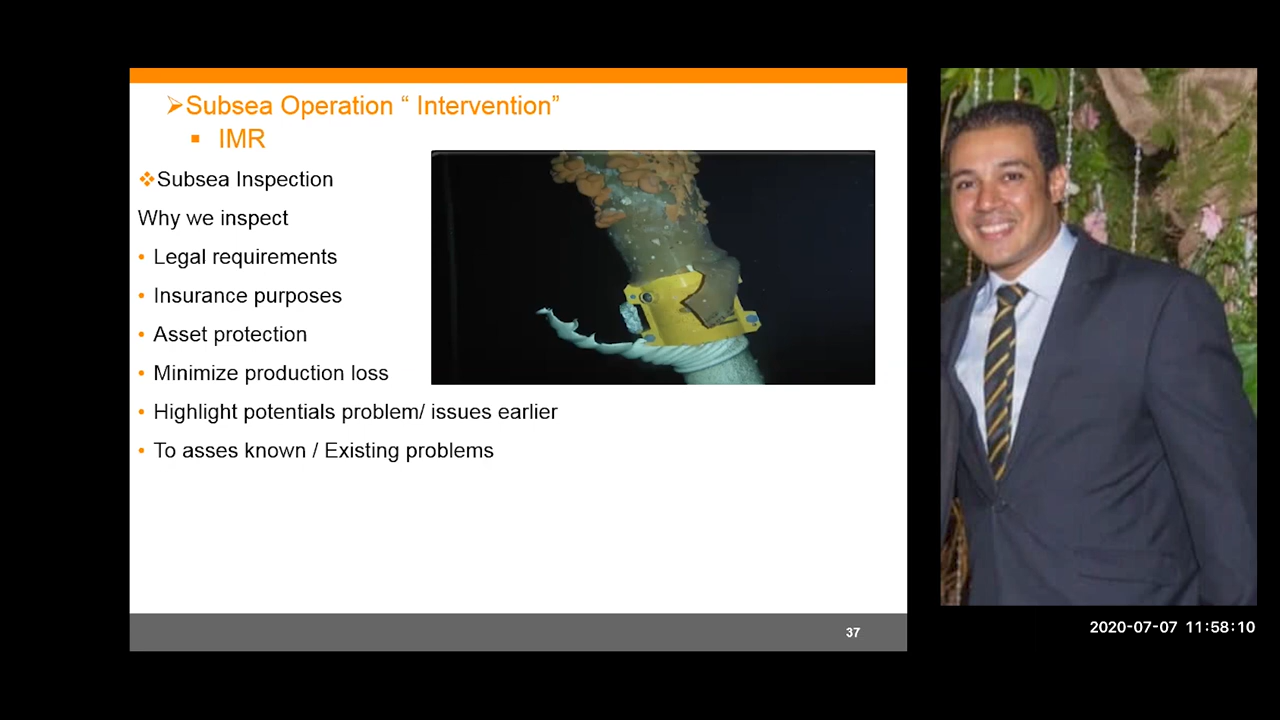 ➢Subsea Operation “ Intervention”
▪ IMR
❖Subsea Inspection
Why we inspect
• Legal requirements
• Insurance purposes
• Asset protection
• Minimize production loss
• Highlight potentials problem/ issues earlier
• To asses known / Existing problems
37
2020-07-07 11:58:10